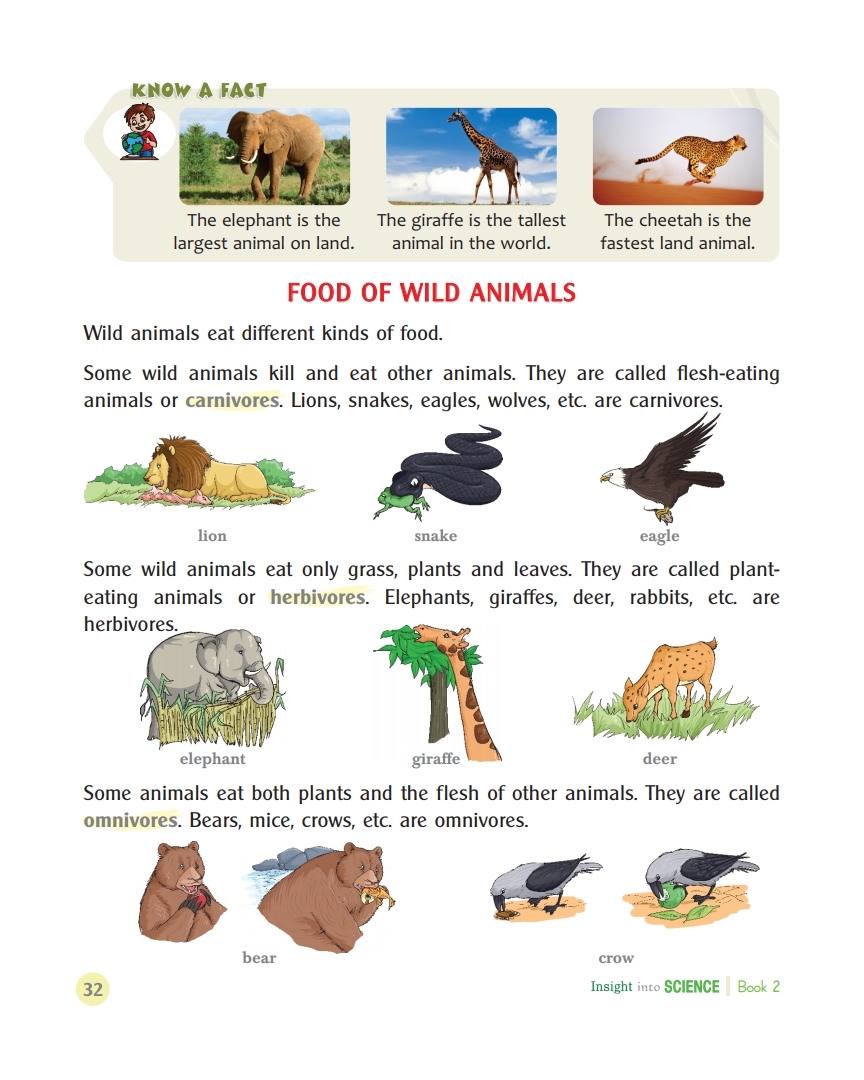 KNOW A FACT
The elephant is the
largest animal on land.
The giraffe is the tallest
animal in the world.
The cheetah is the
fastest land animal.
FOOD OF WILD ANIMALS
Wild animals eat different kinds of food.
Some wild animals kill and eat other animals. They are called flesh-eating
animals or carnivores. Lions, snakes, eagles, wolves, etc. are carnivores.
lion
snake
eagle
Some wild animals eat only grass, plants and leaves. They are called plant-
eating animals or herbivores. Elephants, giraffes, deer, rabbits, etc. are
herbivores.
elephant
giraffe
deer
Some animals eat both plants and the flesh of other animals. They are called
omnivores. Bears, mice, crows, etc. are omnivores.
bear
crow
32
Insight into SCIENCE Book 2